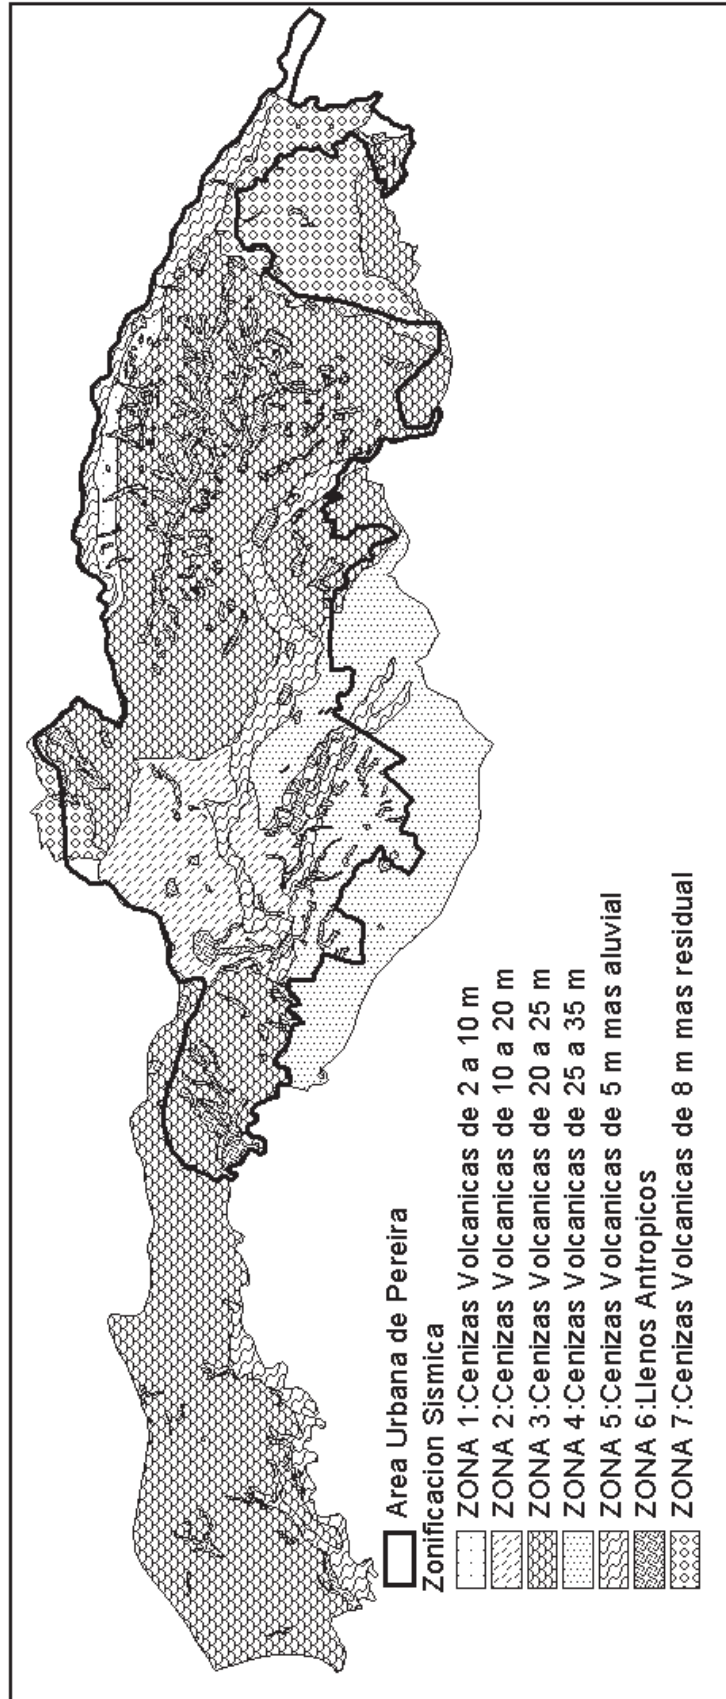 Area Urbana de Pereira
Zonificacion Sismica
ZONA 1:Cenizas Volcanicas de 2 a 10 m
ZONA 2:Cenizas Volcanicas de 10 a 20 m
ZONA 3:Cenizas Volcanicas de 20 a 25 m
ZONA 4:Cenizas Volcanicas de 25 a 35 m
ZONA 5:Cenizas Volcanicas de 5 m mas aluvial
ZONA 6:Llenos Antropicos
ZONA 7:Cenizas Volcanicas de 8 m mas residual